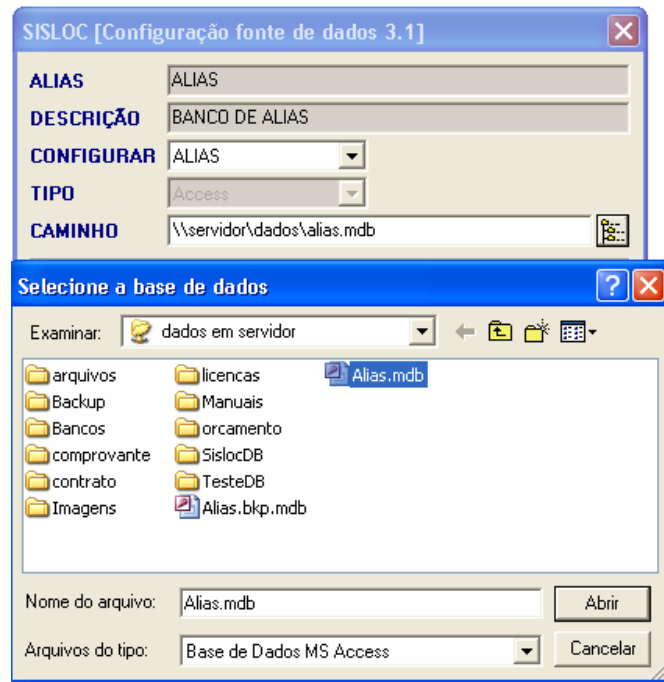 SISLOC [Configuração fonte de dados 3.1]
ALIAS ALIAS
DESCRIÇÃO BANCO DE ALIAS
CONFIGURAR ALIAS
TIPO Access
CAMINHO \\servidor\dados\alias.mdb
Selecione a base de dados
Examinar: dados em servidor
arquivos licencas Alias.mdb
Backup Manuais
Bancos orcamento
comprovante SislocDB
contrato TesteDB
Imagens Alias.bkp.mdb
Nome do arquivo: Alias.mdb Abrir
Arquivos do tipo: Base de Dados MS Access Cancelar